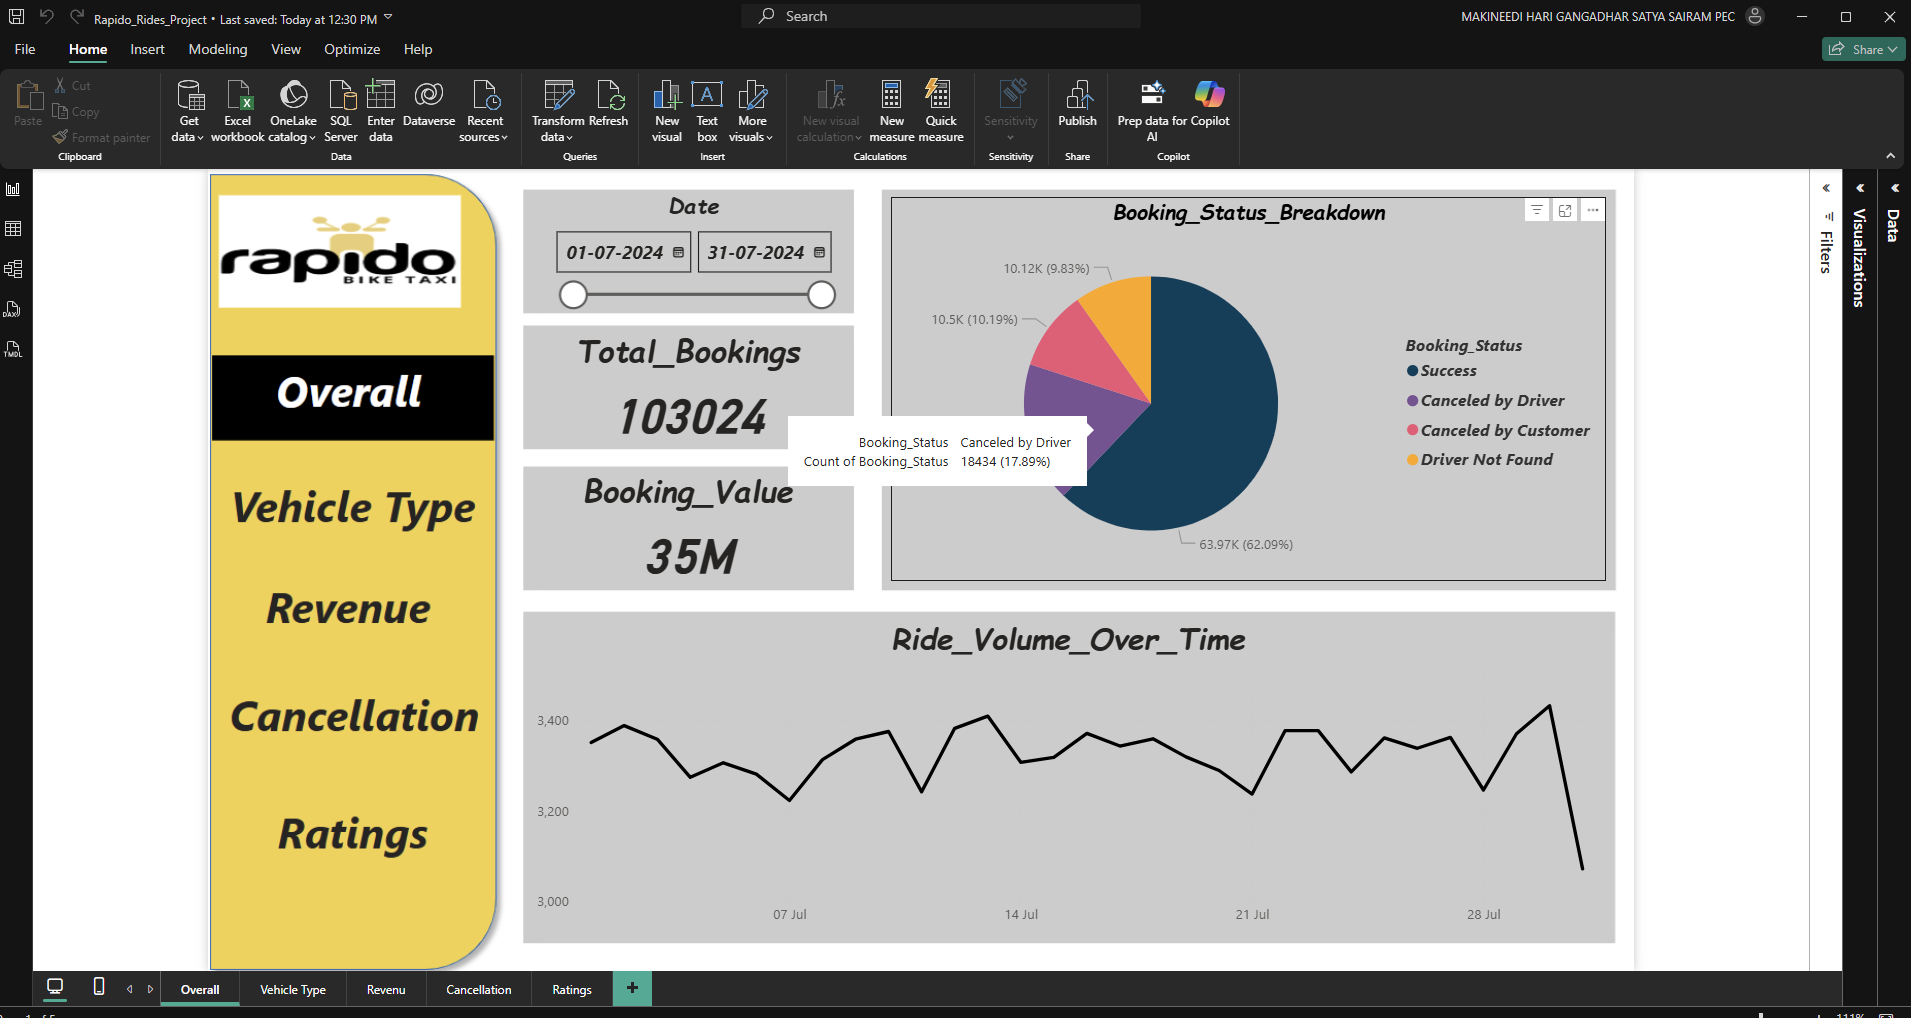 Rapido_Rides_Project • Last saved: Today at 12:30 PM
Search
MAKINEEDI HARI GANGADHAR SATYA SAIRAM PEC
File Home Insert Modeling View Optimize Help
Share
Paste
Cut
Copy
Format painter
Clipboard
Get data
Excel workbook
OneLake catalog
SQL Server
Enter data
Dataverse
Recent sources
Data
Transform data
Refresh
Queries
New visual
Text box
More visuals
Insert
New visual calculation
New measure
Quick measure
Calculations
Sensitivity
Sensitivity
Publish
Share
Prep data for AI
Copilot
Copilot
DAX
TMDL
rapido
BIKE TAXI
Overall
Vehicle Type
Revenue
Cancellation
Ratings
Date
01-07-2024 31-07-2024
Total_Bookings
103024
Booking_Value
35M
Booking_Status_Breakdown
10.12K (9.83%)
10.5K (10.19%)
63.97K (62.09%)
Booking_Status Canceled by Driver
Count of Booking_Status 18434 (17.89%)
Booking_Status
Success
Canceled by Driver
Canceled by Customer
Driver Not Found
Ride_Volume_Over_Time
3,400
3,200
3,000
07 Jul 14 Jul 21 Jul 28 Jul
Filters
Visualizations
Data
Overall Vehicle Type Revenu Cancellation Ratings